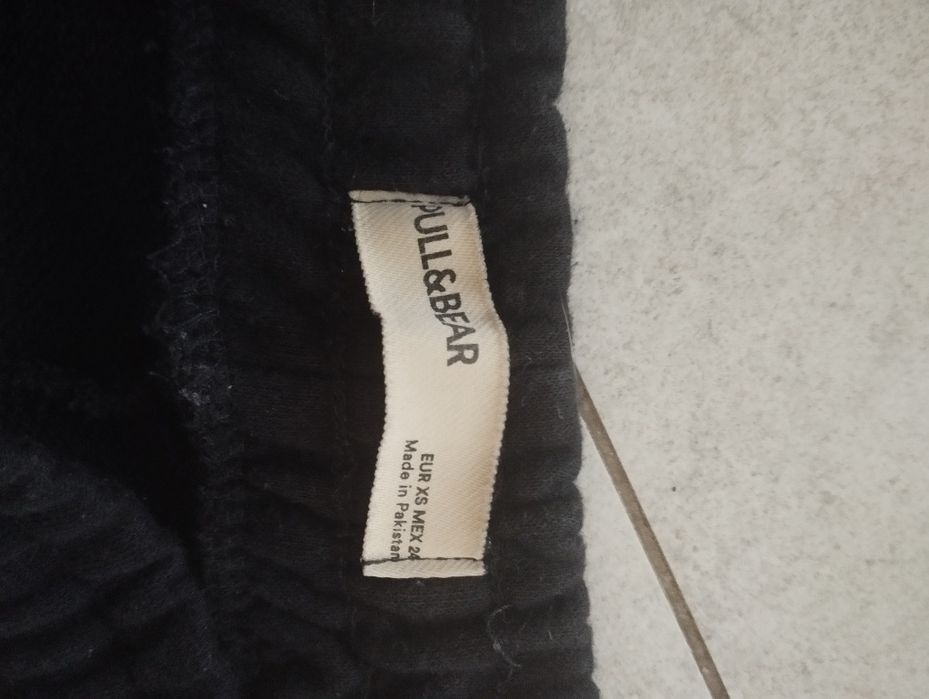 PULL&BEAR
EUR XS MEX 24
Made in Pakistan